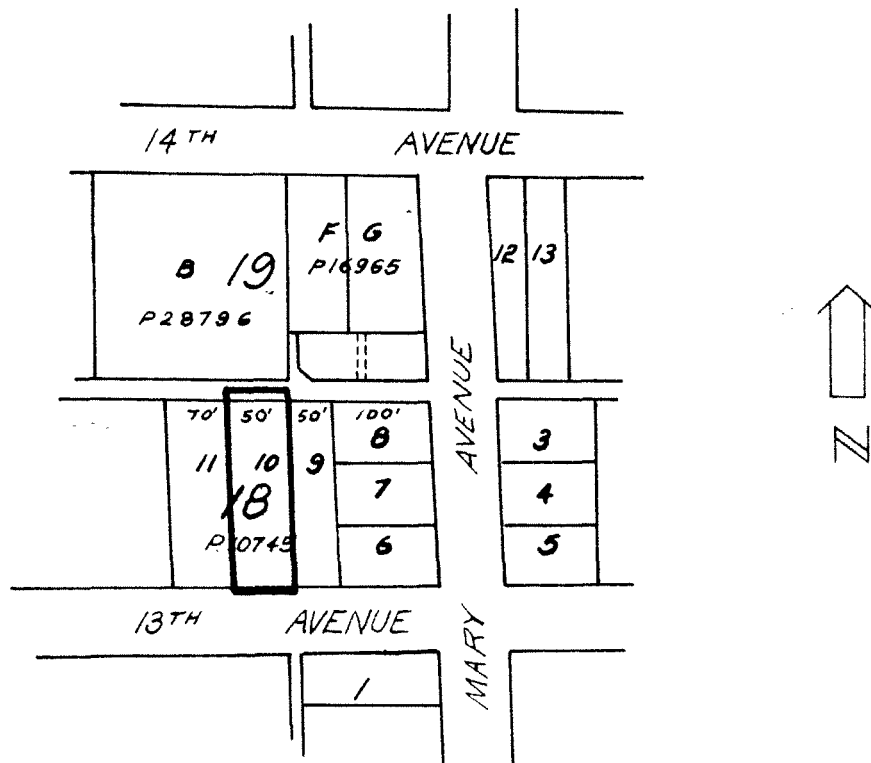 14TH AVENUE
F G
P16965
B 19
P28796
12 13
AVENUE
N
70' 50' 50' 100'
8
3
11 10 9
7
4
18
P.10745
6
5
13TH AVENUE
MARY
1